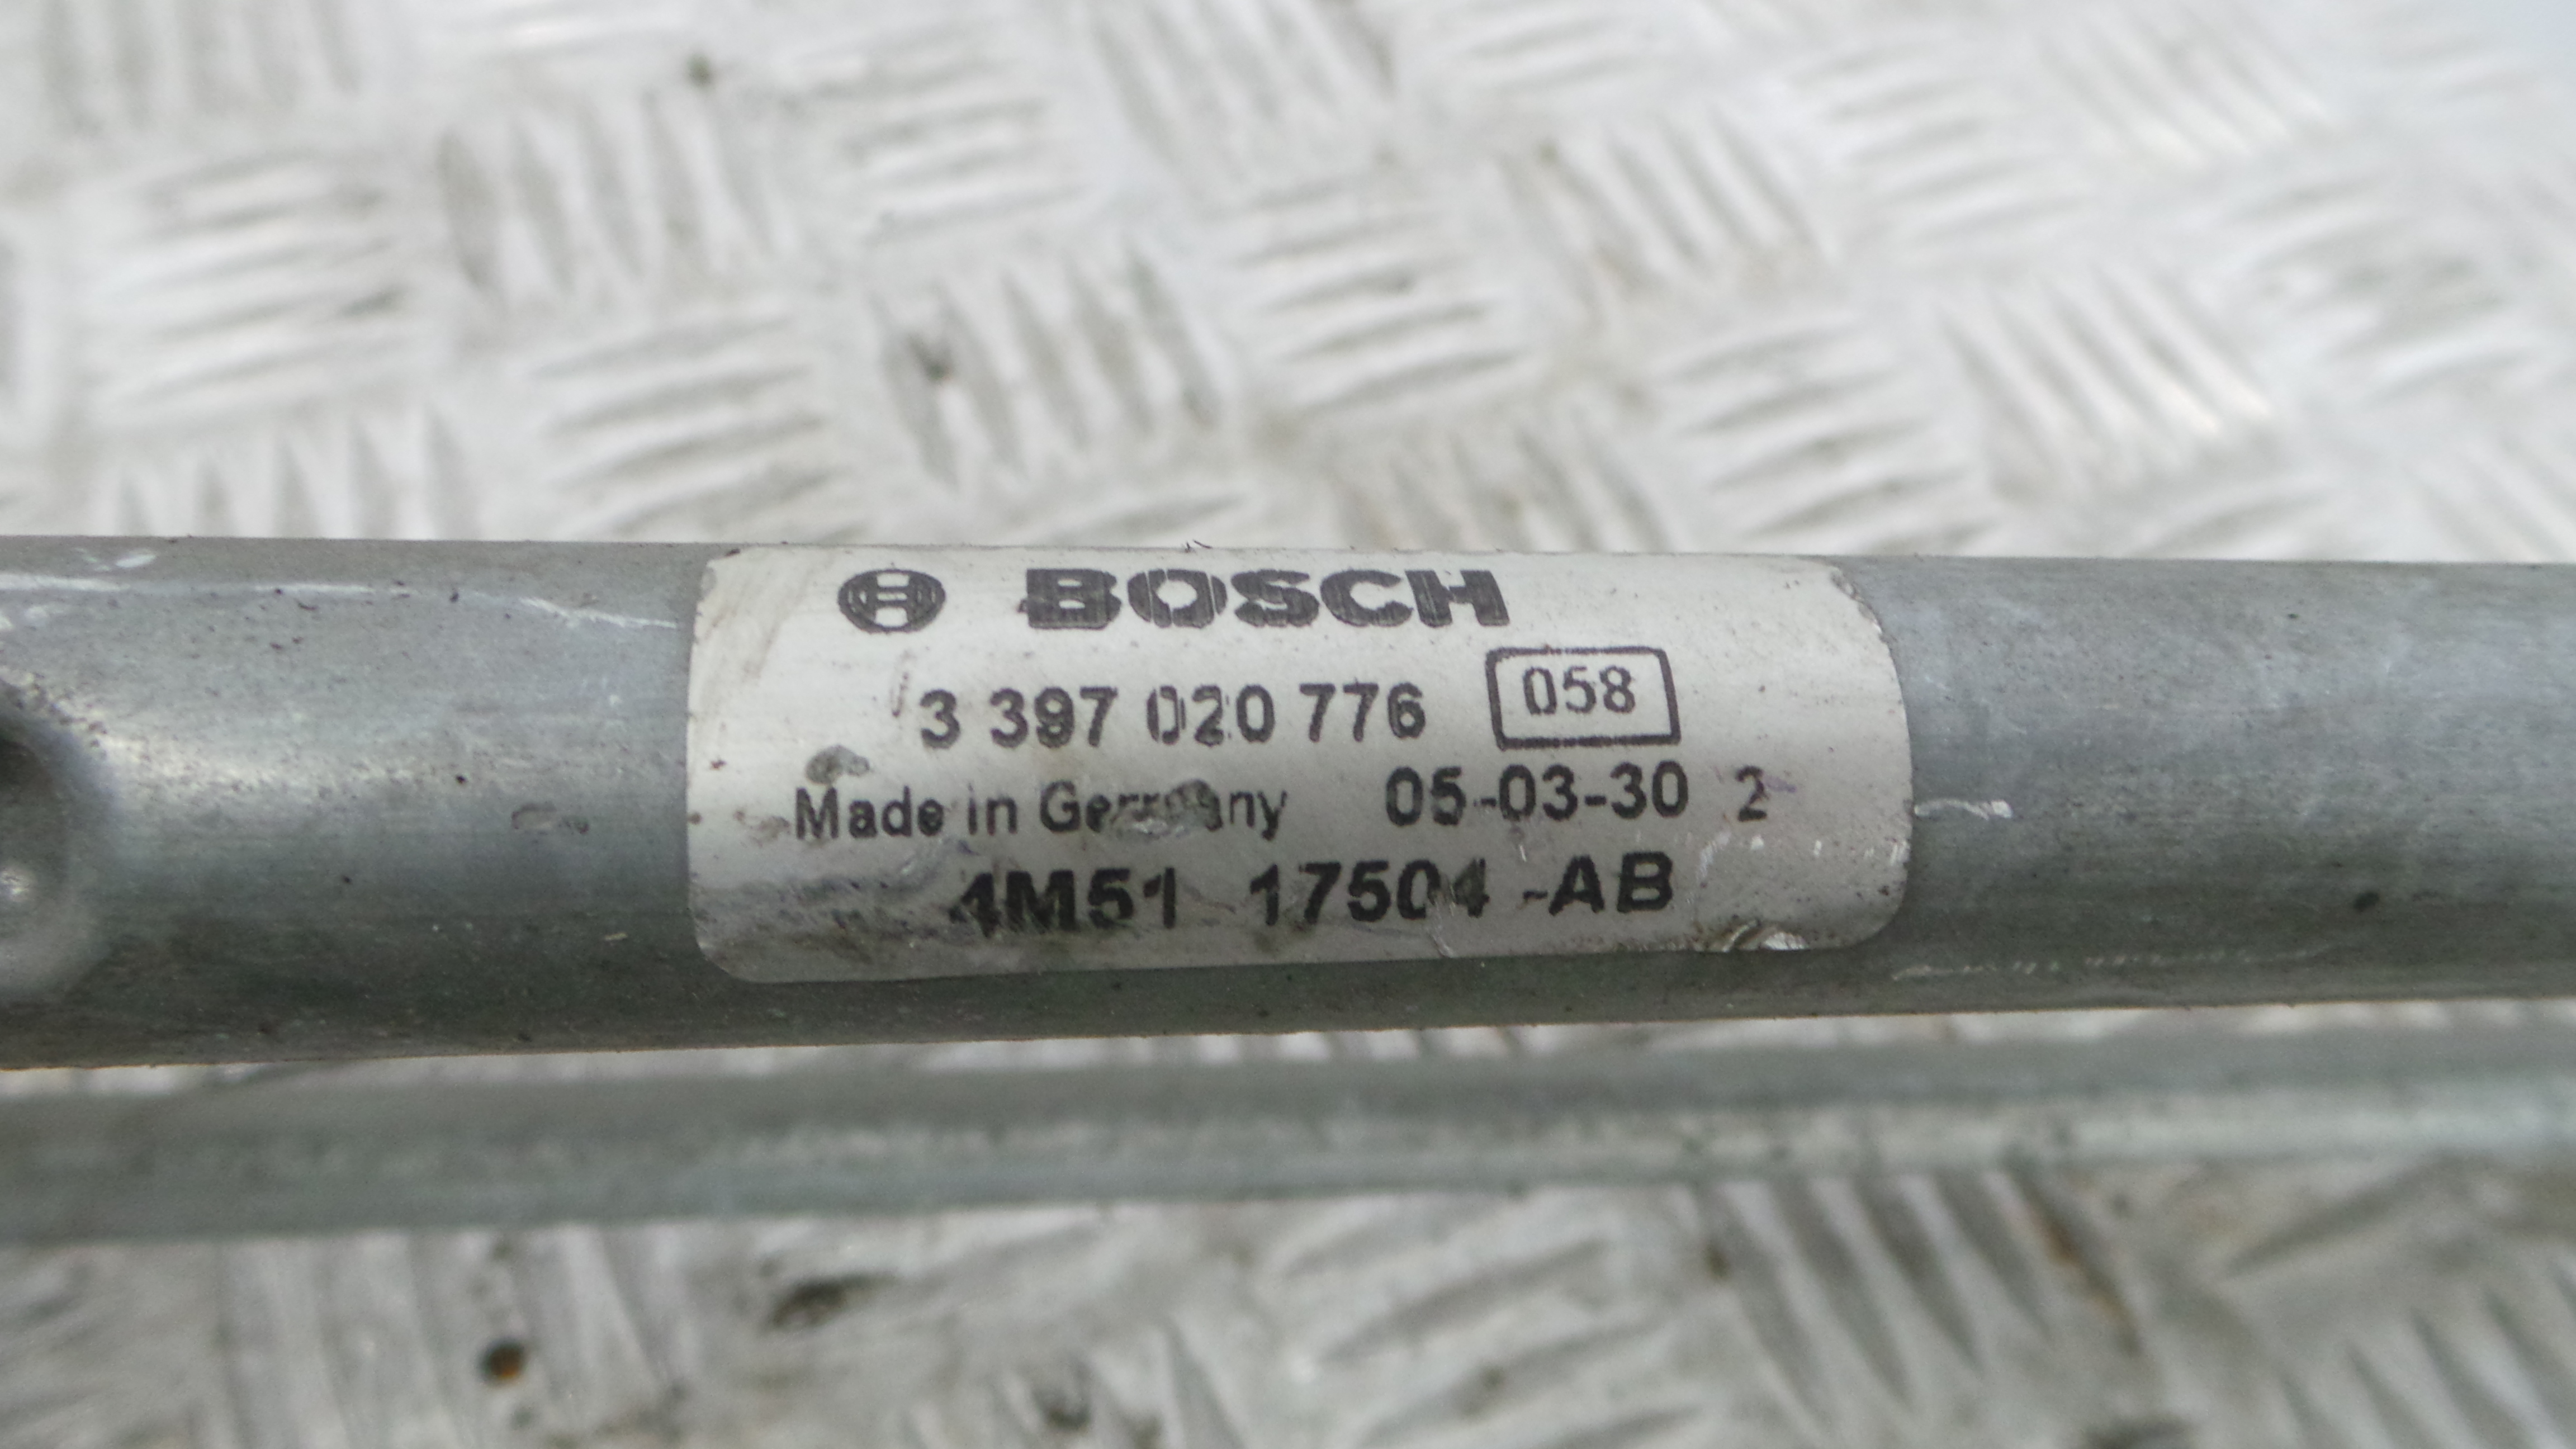 BOSCH
3 397 020 776 058
Made in Germany 05-03-30 2
4M51 17504-AB